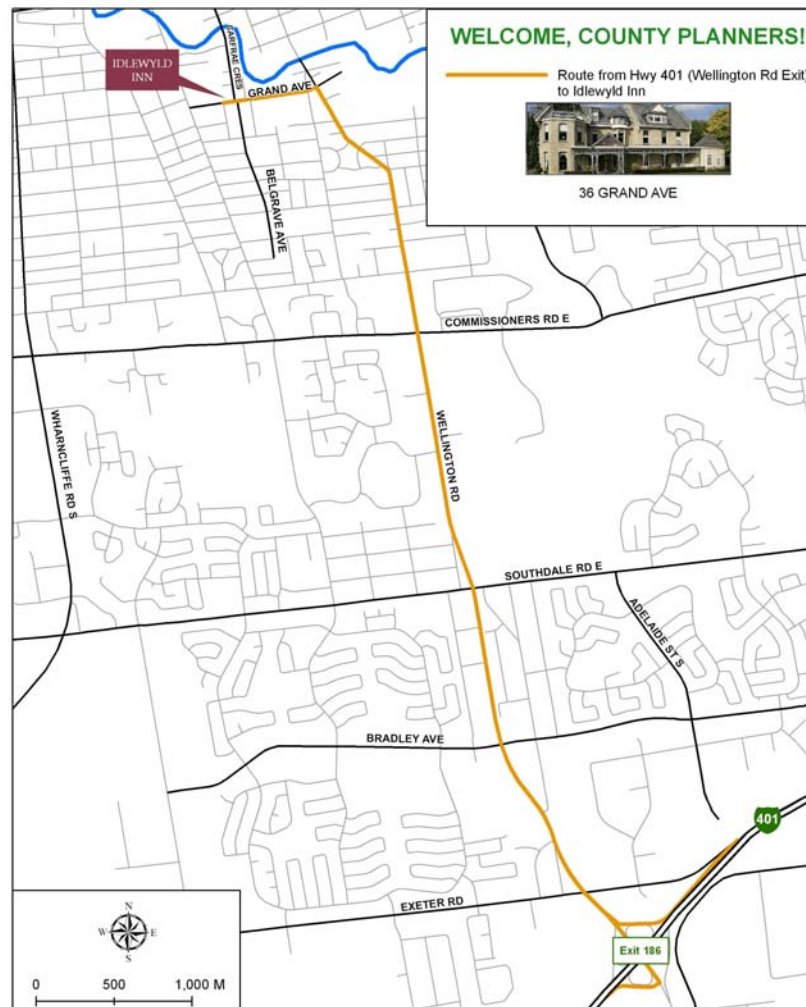 WELCOME, COUNTY PLANNERS!
Route from Hwy 401 (Wellington Rd Exit)
to Idlewyld Inn
36 GRAND AVE
IDLEWYLD
INN
CARFRAE CRES
GRAND AVE
BELGRAVE AVE
COMMISSIONERS RD E
WHARNCLIFFE RD S
WELLINGTON RD
SOUTHDALE RD E
ADELAIDE ST S
BRADLEY AVE
401
EXETER RD
Exit 186
N
W E
S
0 500 1,000 M